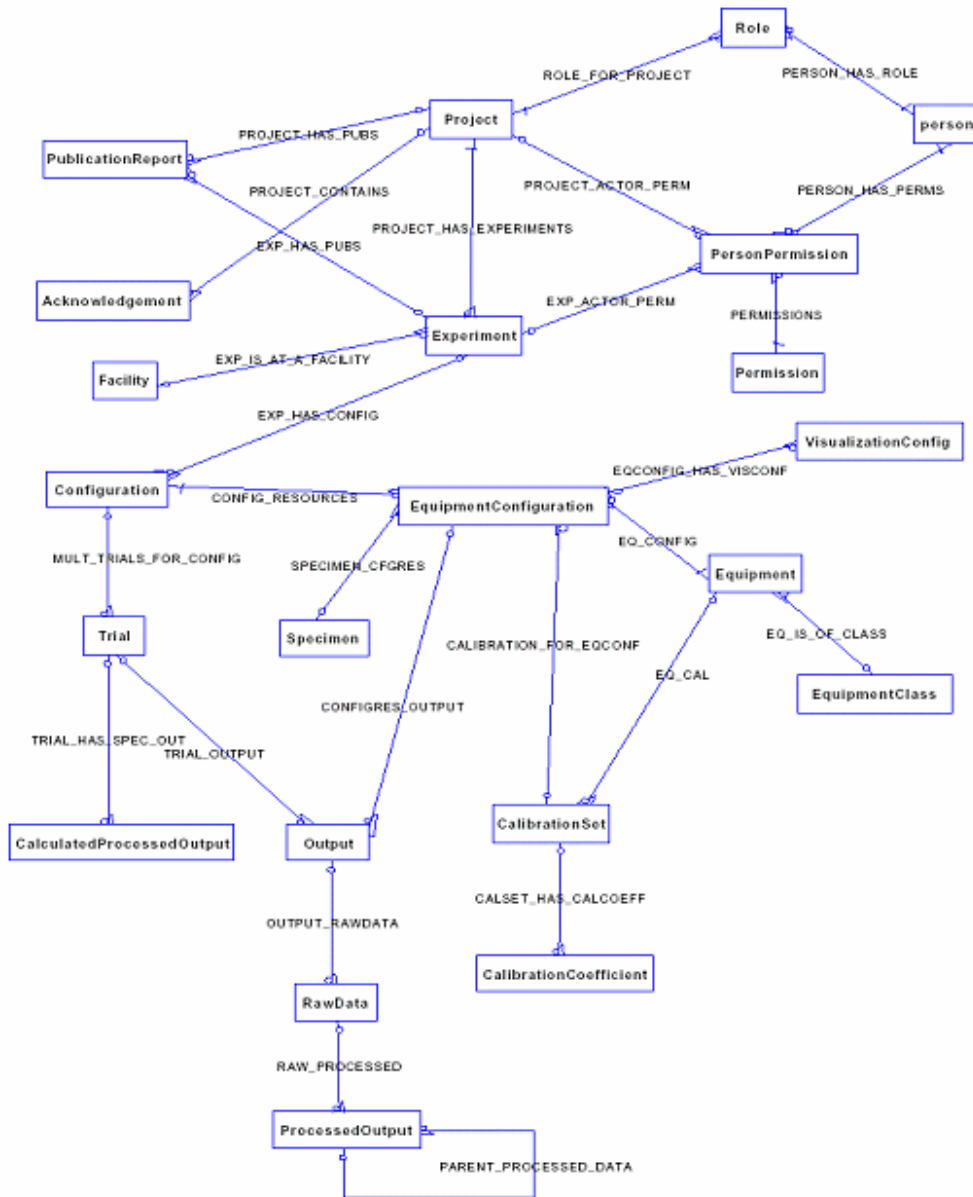 Role
ROLE_FOR_PROJECT
PERSON_HAS_ROLE
Project
person
PROJECT_HAS_PUBS
PublicationReport
PROJECT_CONTAINS
PROJECT_ACTOR_PERM
PERSON_HAS_PERMS
PROJECT_HAS_EXPERIMENTS
EXP_HAS_PUBS
PersonPermission
Acknowledgement
EXP_ACTOR_PERM
PERMISSIONS
Experiment
EXP_IS_AT_A_FACILITY
Facility
Permission
EXP_HAS_CONFIG
VisualizationConfig
EQCONFIG_HAS_VISCONF
Configuration
CONFIG_RESOURCES
EquipmentConfiguration
EQ_CONFIG
MULT_TRIALS_FOR_CONFIG
SPECIMEN_CFGRES
Equipment
Trial
Specimen
CALIBRATION_FOR_EQCONF
EQ_IS_OF_CLASS
EQ_CAL
EquipmentClass
CONFIGRES_OUTPUT
TRIAL_HAS_SPEC_OUT
TRIAL_OUTPUT
CalculatedProcessedOutput
Output
CalibrationSet
CALSET_HAS_CALCOEFF
OUTPUT_RAWDATA
CalibrationCoefficient
RawData
RAW_PROCESSED
ProcessedOutput
PARENT_PROCESSED_DATA